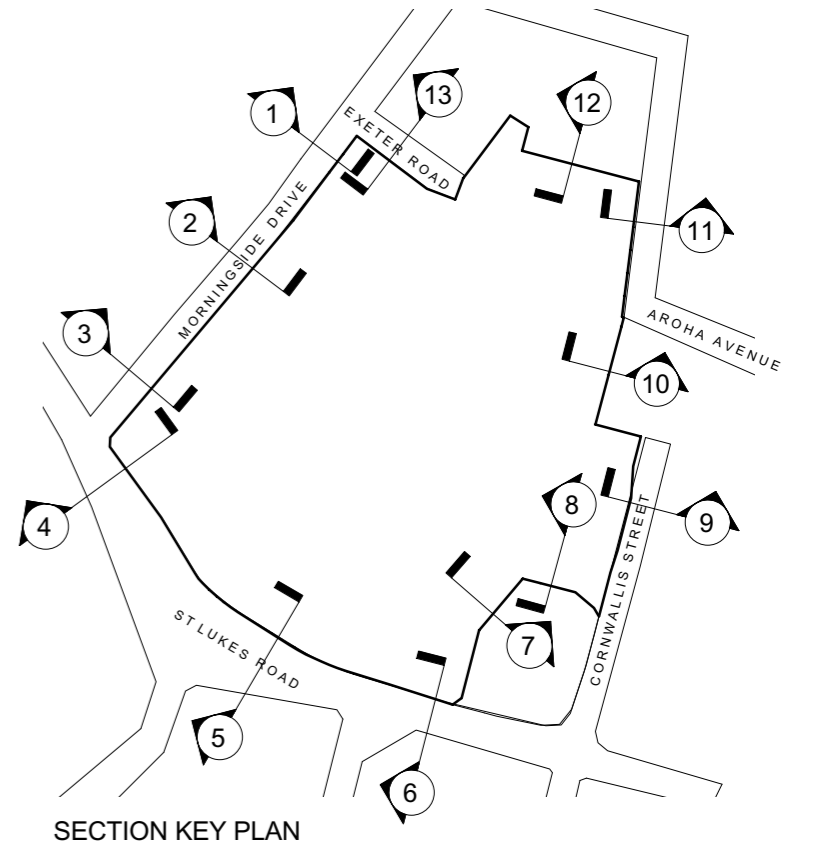 13
12
1
EXETER ROAD
2
MORNINGSIDE DRIVE
11
3
AROHA AVENUE
10
8
4
9
CORNWALLIS STREET
7
ST LUKES ROAD
5
6
SECTION KEY PLAN